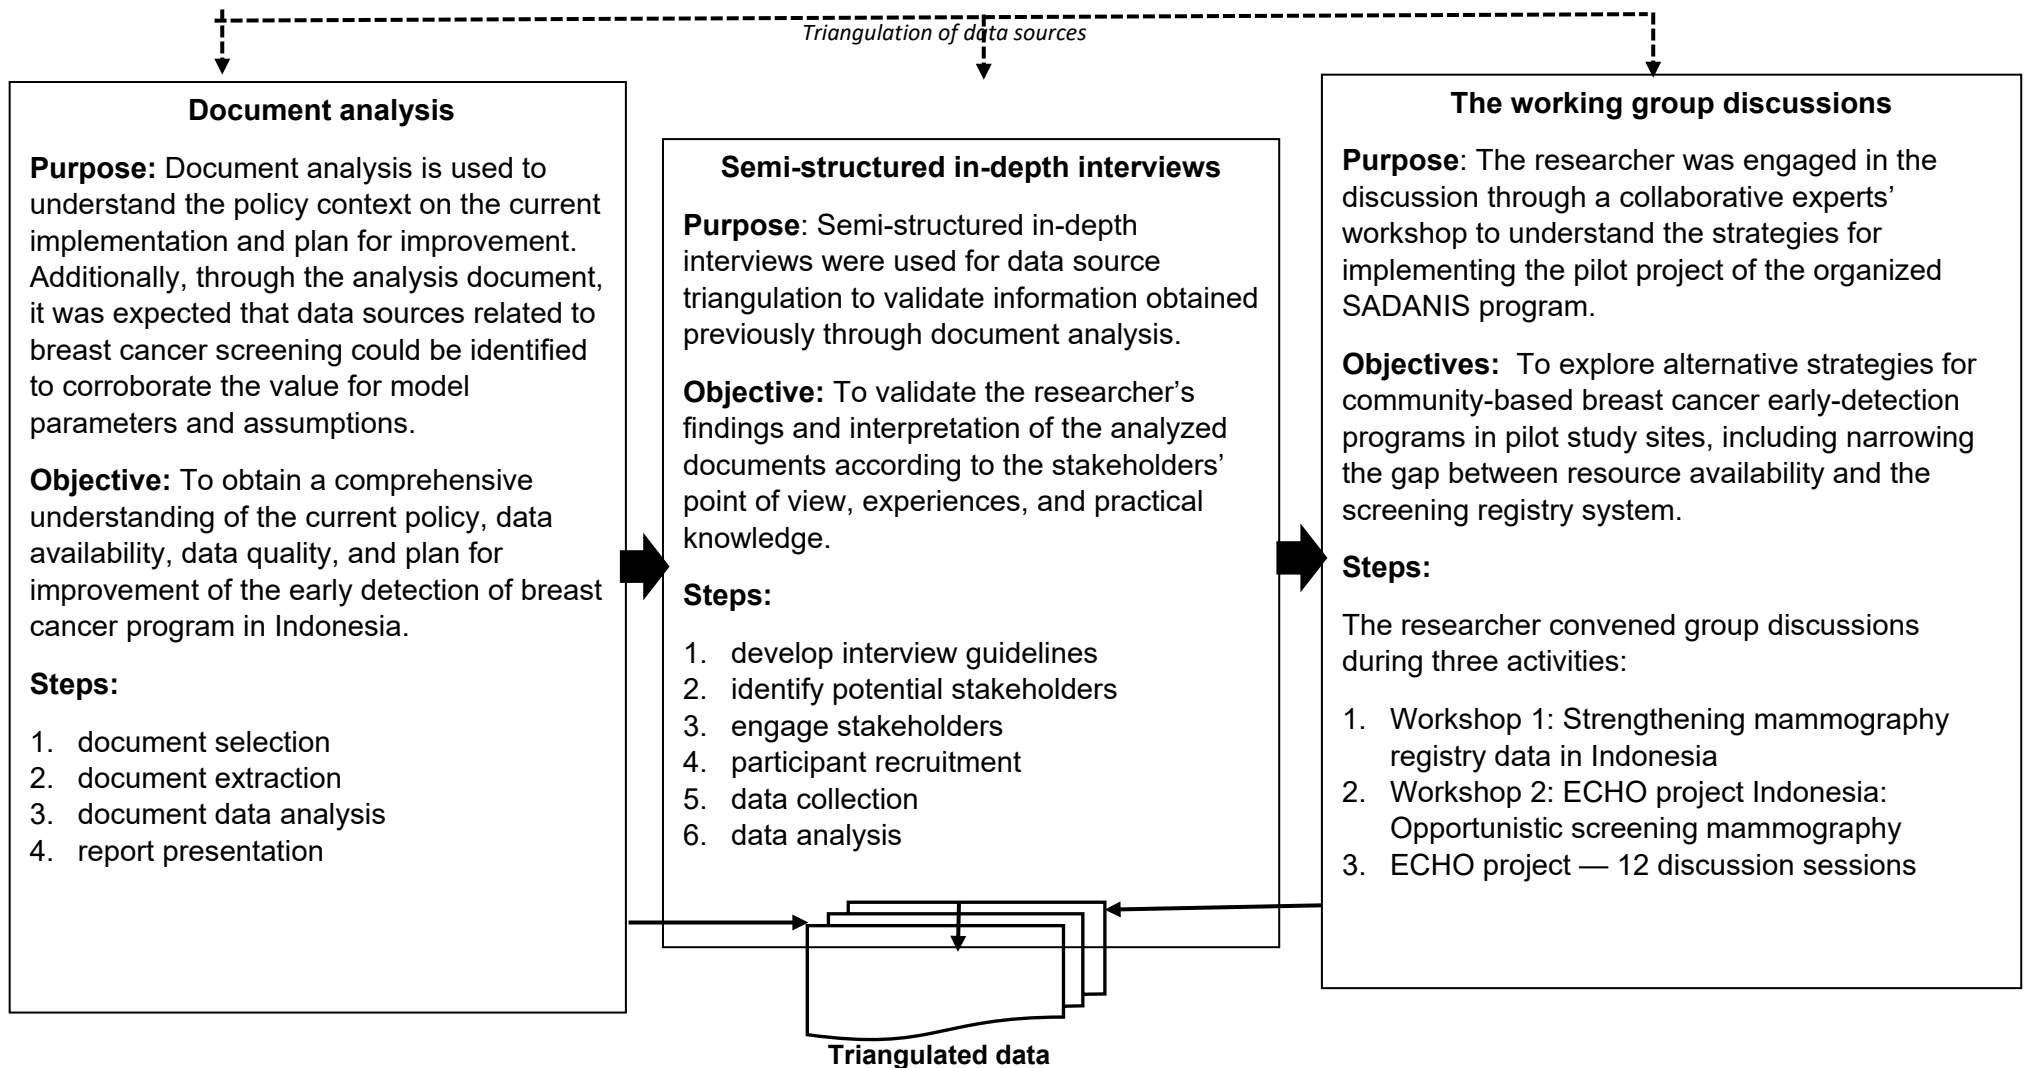 Triangulation of data sources
Document analysis
Purpose: Document analysis is used to
understand the policy context on the current
implementation and plan for improvement.
Additionally, through the analysis document,
it was expected that data sources related to
breast cancer screening could be identified
to corroborate the value for model
parameters and assumptions.
Objective: To obtain a comprehensive
understanding of the current policy, data
availability, data quality, and plan for
improvement of the early detection of breast
cancer program in Indonesia.
Steps:
1. document selection
2. document extraction
3. document data analysis
4. report presentation
Semi-structured in-depth interviews
Purpose: Semi-structured in-depth
interviews were used for data source
triangulation to validate information obtained
previously through document analysis.
Objective: To validate the researcher’s
findings and interpretation of the analyzed
documents according to the stakeholders’
point of view, experiences, and practical
knowledge.
Steps:
1. develop interview guidelines
2. identify potential stakeholders
3. engage stakeholders
4. participant recruitment
5. data collection
6. data analysis
The working group discussions
Purpose: The researcher was engaged in the
discussion through a collaborative experts’
workshop to understand the strategies for
implementing the pilot project of the organized
SADANIS program.
Objectives: To explore alternative strategies for
community-based breast cancer early-detection
programs in pilot study sites, including narrowing
the gap between resource availability and the
screening registry system.
Steps:
The researcher convened group discussions
during three activities:
1. Workshop 1: Strengthening mammography
registry data in Indonesia
2. Workshop 2: ECHO project Indonesia:
Opportunistic screening mammography
3. ECHO project — 12 discussion sessions
Triangulated data